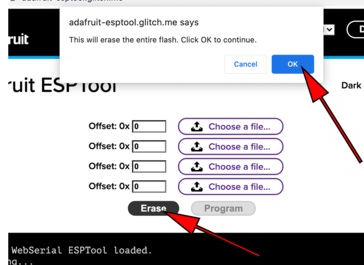 adafruit-esptool.glitch.me says
This will erase the entire flash. Click OK to continue.
Cancel OK
ruit
ruit ESPTool Dark
Offset: 0x 0 Choose a file...
Offset: 0x 0 Choose a file...
Offset: 0x 0 Choose a file...
Offset: 0x 0 Choose a file...
Erase Program
WebSerial ESPTool loaded.